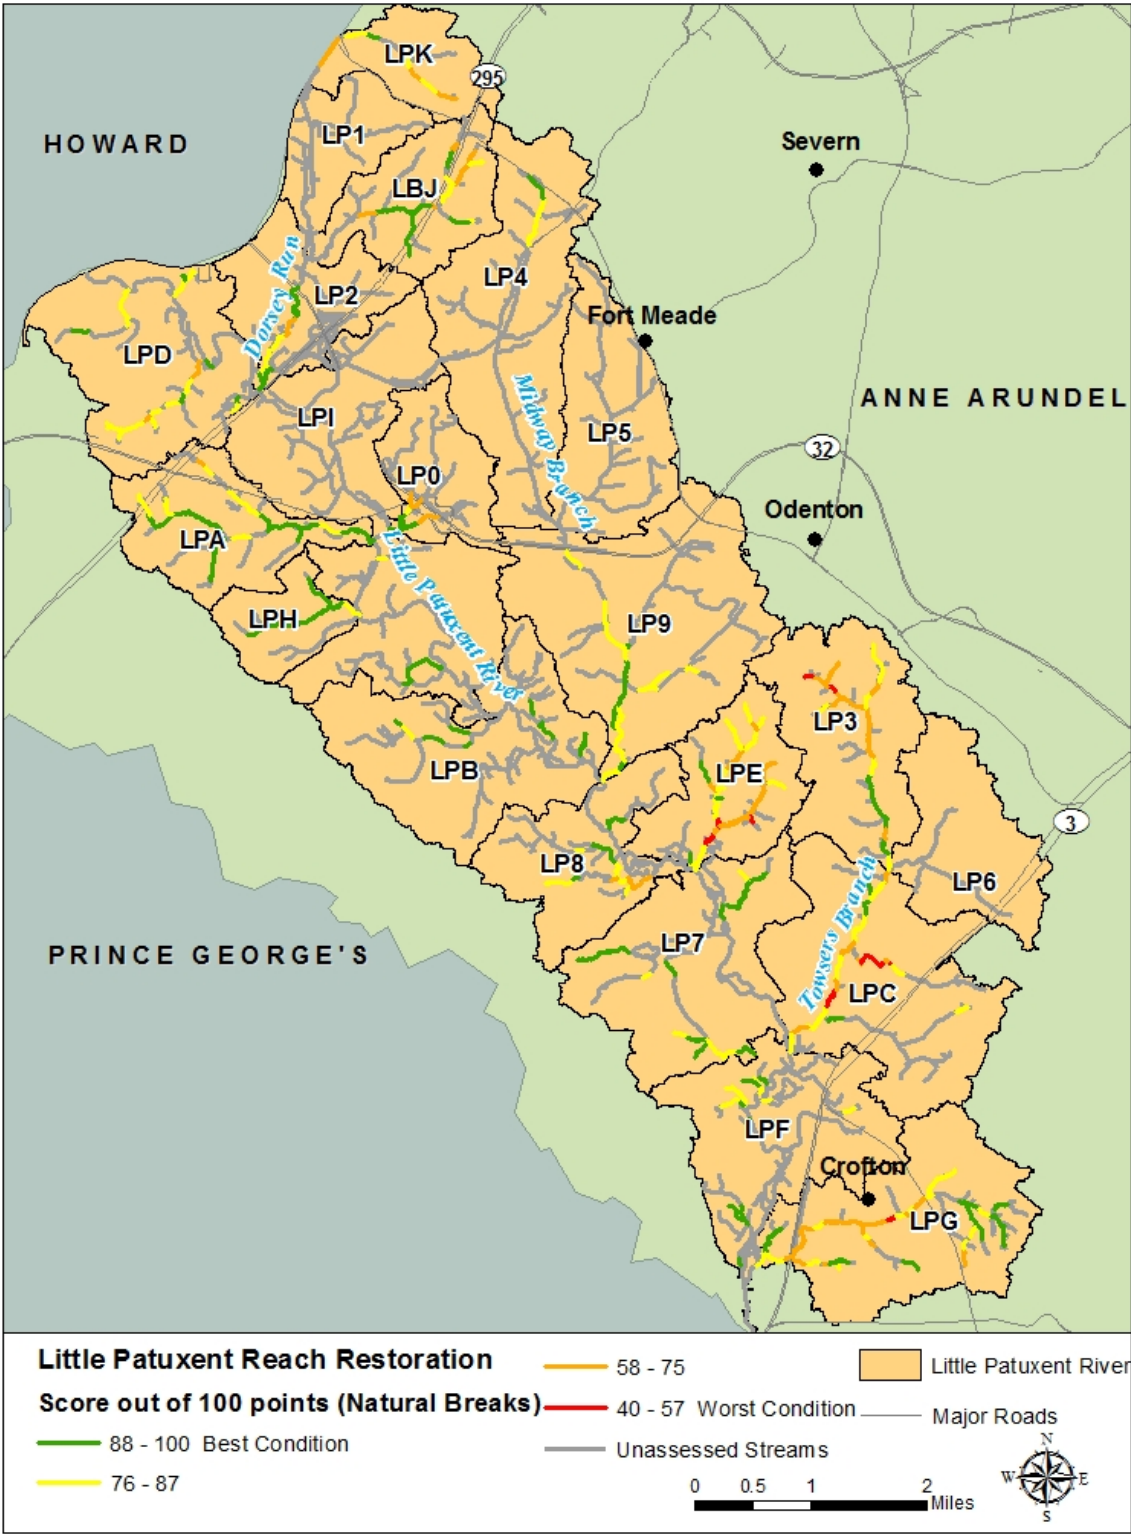 LPK
295
HOWARD
LP1
Severn
LBJ
Dorsey Run
LP4
LP2
Fort Meade
LPD
ANNE ARUNDEL
LPI
Midway Branch
LP5
32
LP0
Odenton
LPA
Little Patuxent River
LPH
LP9
LP3
LPB
LPE
3
LP8
LP6
Towsers Branch
LP7
PRINCE GEORGE'S
LPC
LPF
Crofton
LPG
Little Patuxent Reach Restoration
Score out of 100 points (Natural Breaks)
88 - 100 Best Condition
76 - 87
58 - 75
40 - 57 Worst Condition
Unassessed Streams
Little Patuxent River
Major Roads
0 0.5 1 2
Miles
N
W E
S